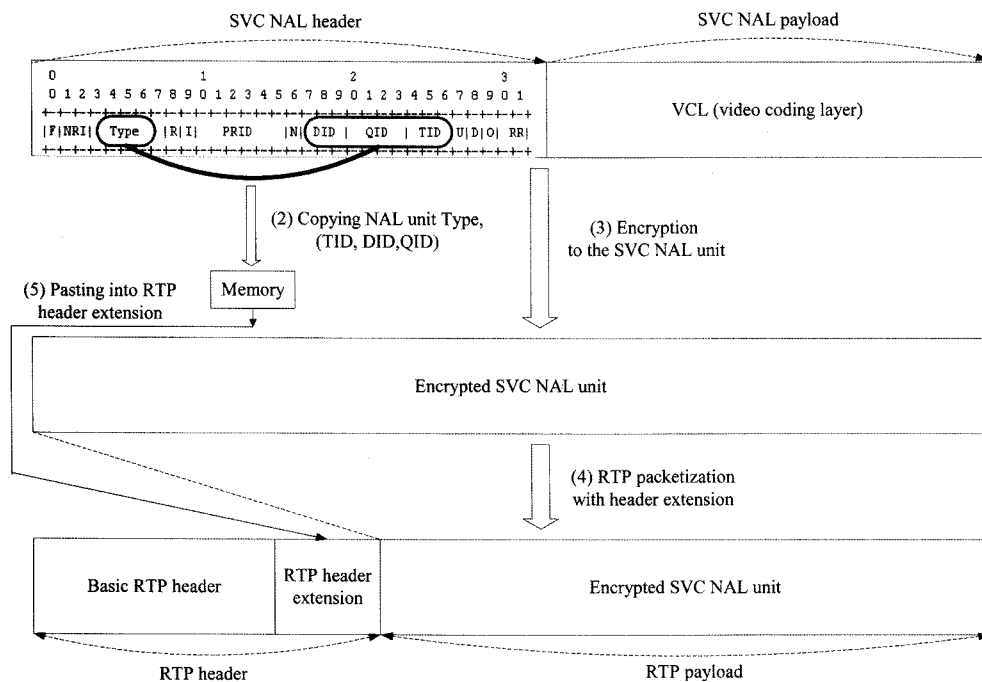 SVC NAL header
SVC NAL payload
0 1 2 3
0 1 2 3 4 5 6 7 8 9 0 1 2 3 4 5 6 7 8 9 0 1 2 3 4 5 6 7 8 9 0 1
+-+-+-+-+-+-+-+-+-+-+-+-+-+-+-+-+-+-+-+-+-+-+-+-+-+-+-+-+-+-+-+-+
|F|NRI| Type |R|I| PRID |N| DID | QID | TID |U|D|O| RR|
+-+-+-+-+-+-+-+-+-+-+-+-+-+-+-+-+-+-+-+-+-+-+-+-+-+-+-+-+-+-+-+-+
VCL (video coding layer)
(2) Copying NAL unit Type,
(TID, DID,QID)
(3) Encryption
to the SVC NAL unit
(5) Pasting into RTP
header extension
Memory
Encrypted SVC NAL unit
(4) RTP packetization
with header extension
Basic RTP header
RTP header
extension
Encrypted SVC NAL unit
RTP header
RTP payload